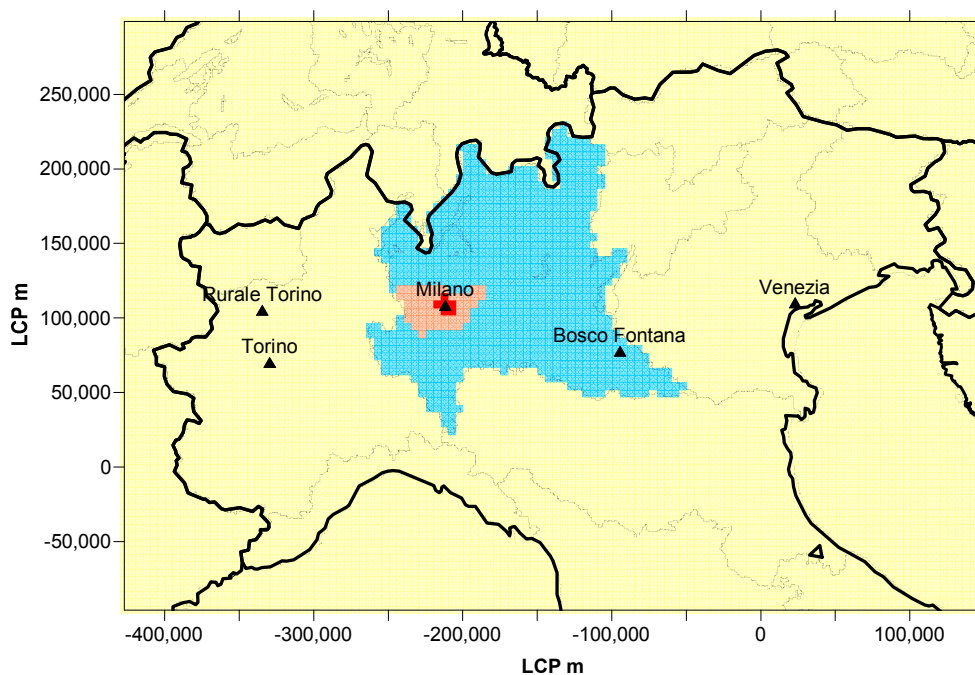 250,000
200,000
150,000
100,000
50,000
0
-50,000
LCP m
Milano
Rurale Torino
Venezia
Torino
Bosco Fontana
-400,000
-300,000
-200,000
-100,000
0
100,000
LCP m